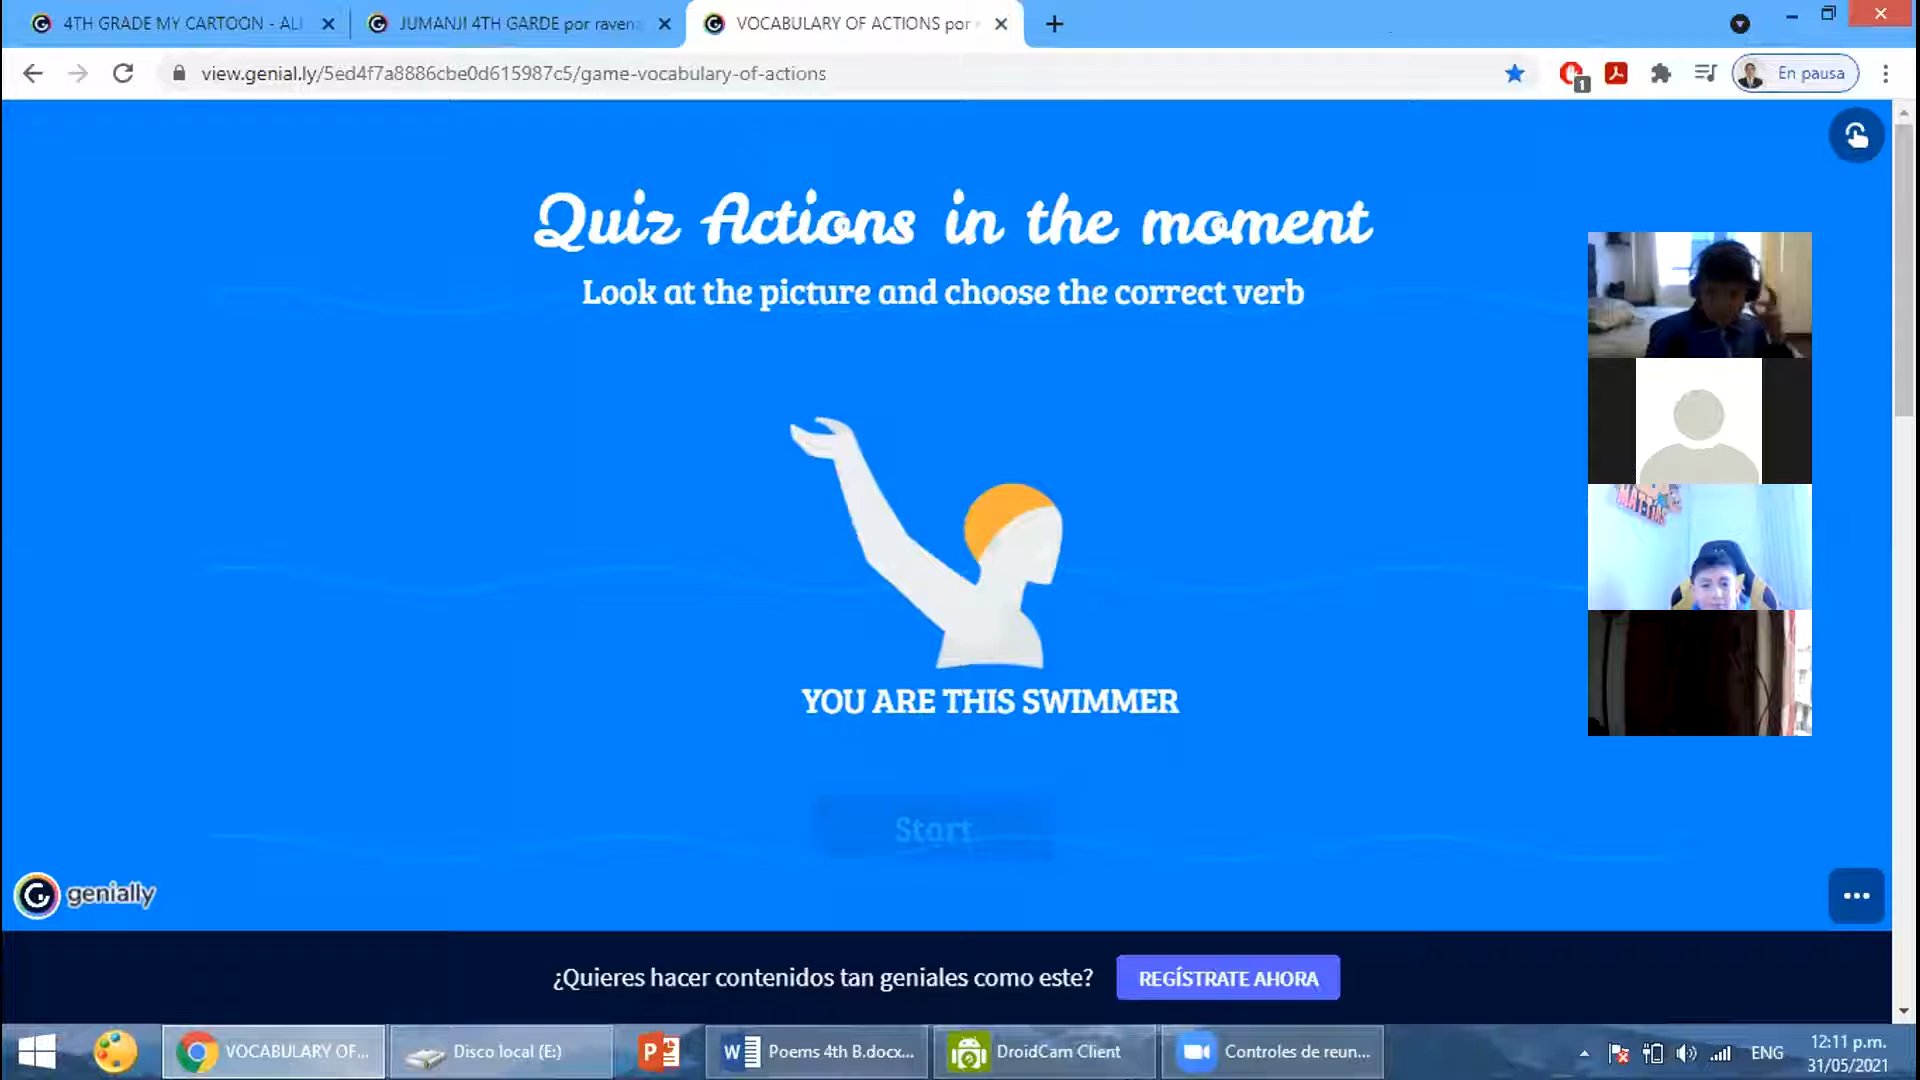 4TH GRADE MY CARTOON - ALI
JUMANJI 4TH GARDE por raven
VOCABULARY OF ACTIONS por
view.genial.ly/5ed4f7a8886cbe0d615987c5/game-vocabulary-of-actions
1
En pausa
Quiz Actions in the moment
Look at the picture and choose the correct verb
MATTIAS
YOU ARE THIS SWIMMER
Start
genially
¿Quieres hacer contenidos tan geniales como este?
REGÍSTRATE AHORA
VOCABULARY OF...
Disco local (E:)
Poems 4th B.docx...
DroidCam Client
Controles de reun...
ENG
12:11 p.m.
31/05/2021